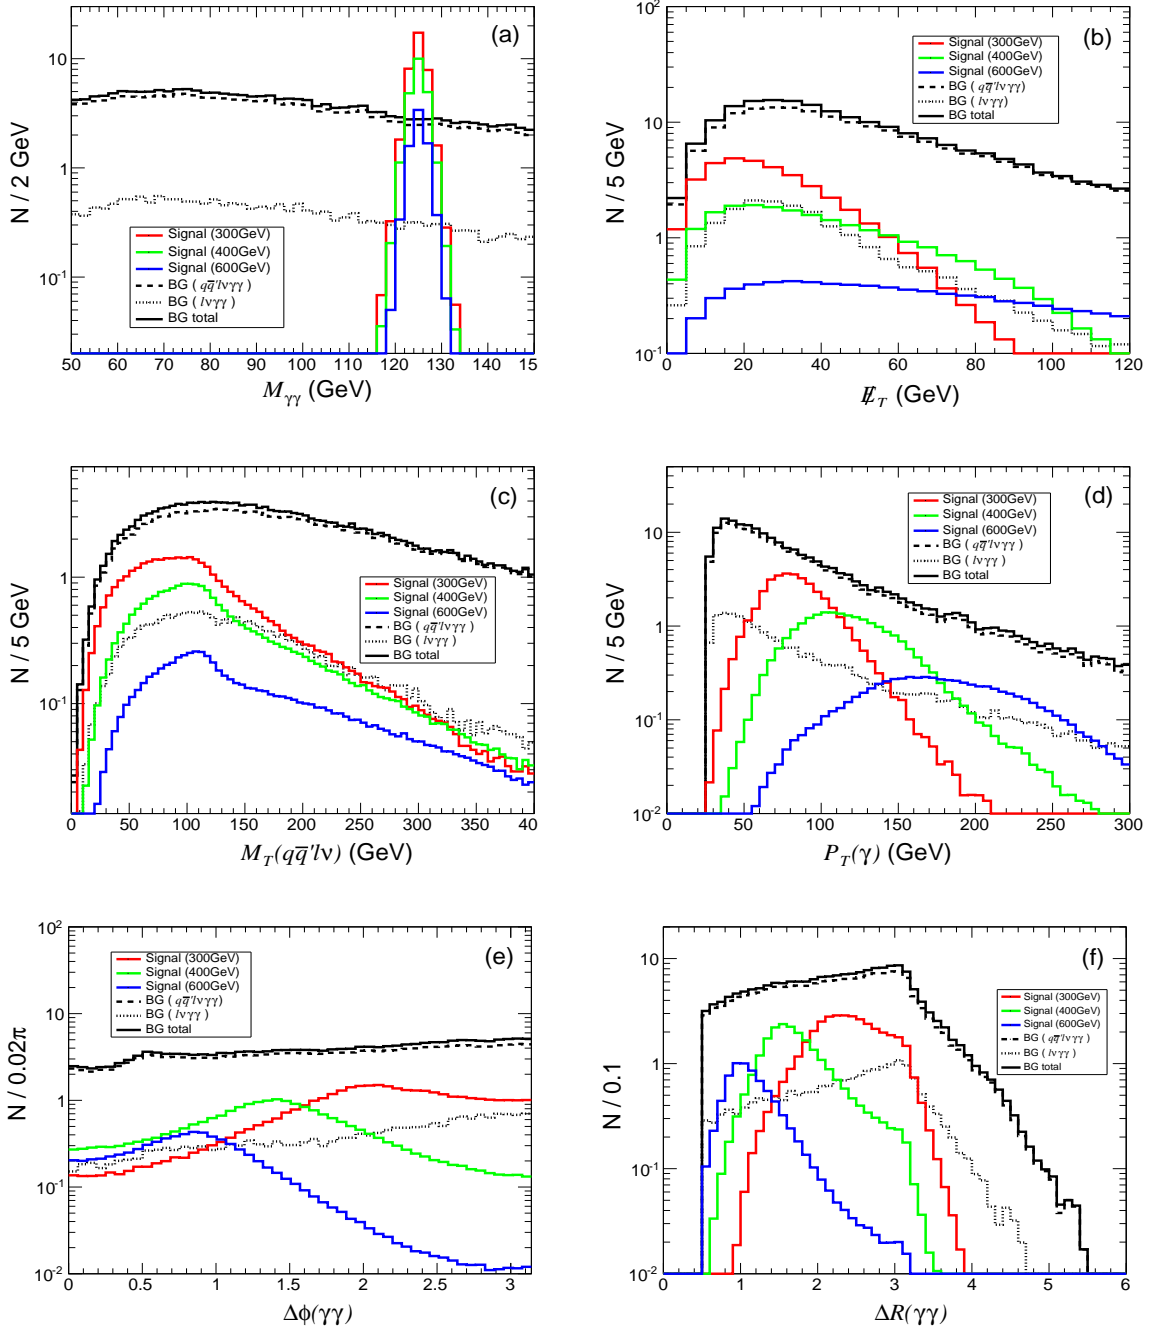 (a)
N / 2 GeV
10
1
10⁻¹
Signal (300GeV)
Signal (400GeV)
Signal (600GeV)
BG ( qq̅'lνγγ )
BG ( lνγγ )
BG total
50 60 70 80 90 100 110 120 130 140 150
M_γγ (GeV)
(b)
N / 5 GeV
10²
10
1
10⁻¹
Signal (300GeV)
Signal (400GeV)
Signal (600GeV)
BG ( qq̅'lνγγ )
BG ( lνγγ )
BG total
0 20 40 60 80 100 120
E̸_T (GeV)
(c)
N / 5 GeV
1
10⁻¹
Signal (300GeV)
Signal (400GeV)
Signal (600GeV)
BG ( qq̅'lνγγ )
BG ( lνγγ )
BG total
0 50 100 150 200 250 300 350 400
M_T(qq̅'lν) (GeV)
(d)
N / 5 GeV
10
1
10⁻¹
10⁻²
Signal (300GeV)
Signal (400GeV)
Signal (600GeV)
BG ( qq̅'lνγγ )
BG ( lνγγ )
BG total
0 50 100 150 200 250 300
P_T(γ) (GeV)
(e)
N / 0.02π
10²
10
1
10⁻¹
10⁻²
Signal (300GeV)
Signal (400GeV)
Signal (600GeV)
BG ( qq̅'lνγγ )
BG ( lνγγ )
BG total
0 0.5 1 1.5 2 2.5 3
Δϕ(γγ)
(f)
N / 0.1
10
1
10⁻¹
10⁻²
Signal (300GeV)
Signal (400GeV)
Signal (600GeV)
BG ( qq̅'lνγγ )
BG ( lνγγ )
BG total
0 1 2 3 4 5 6
ΔR(γγ)